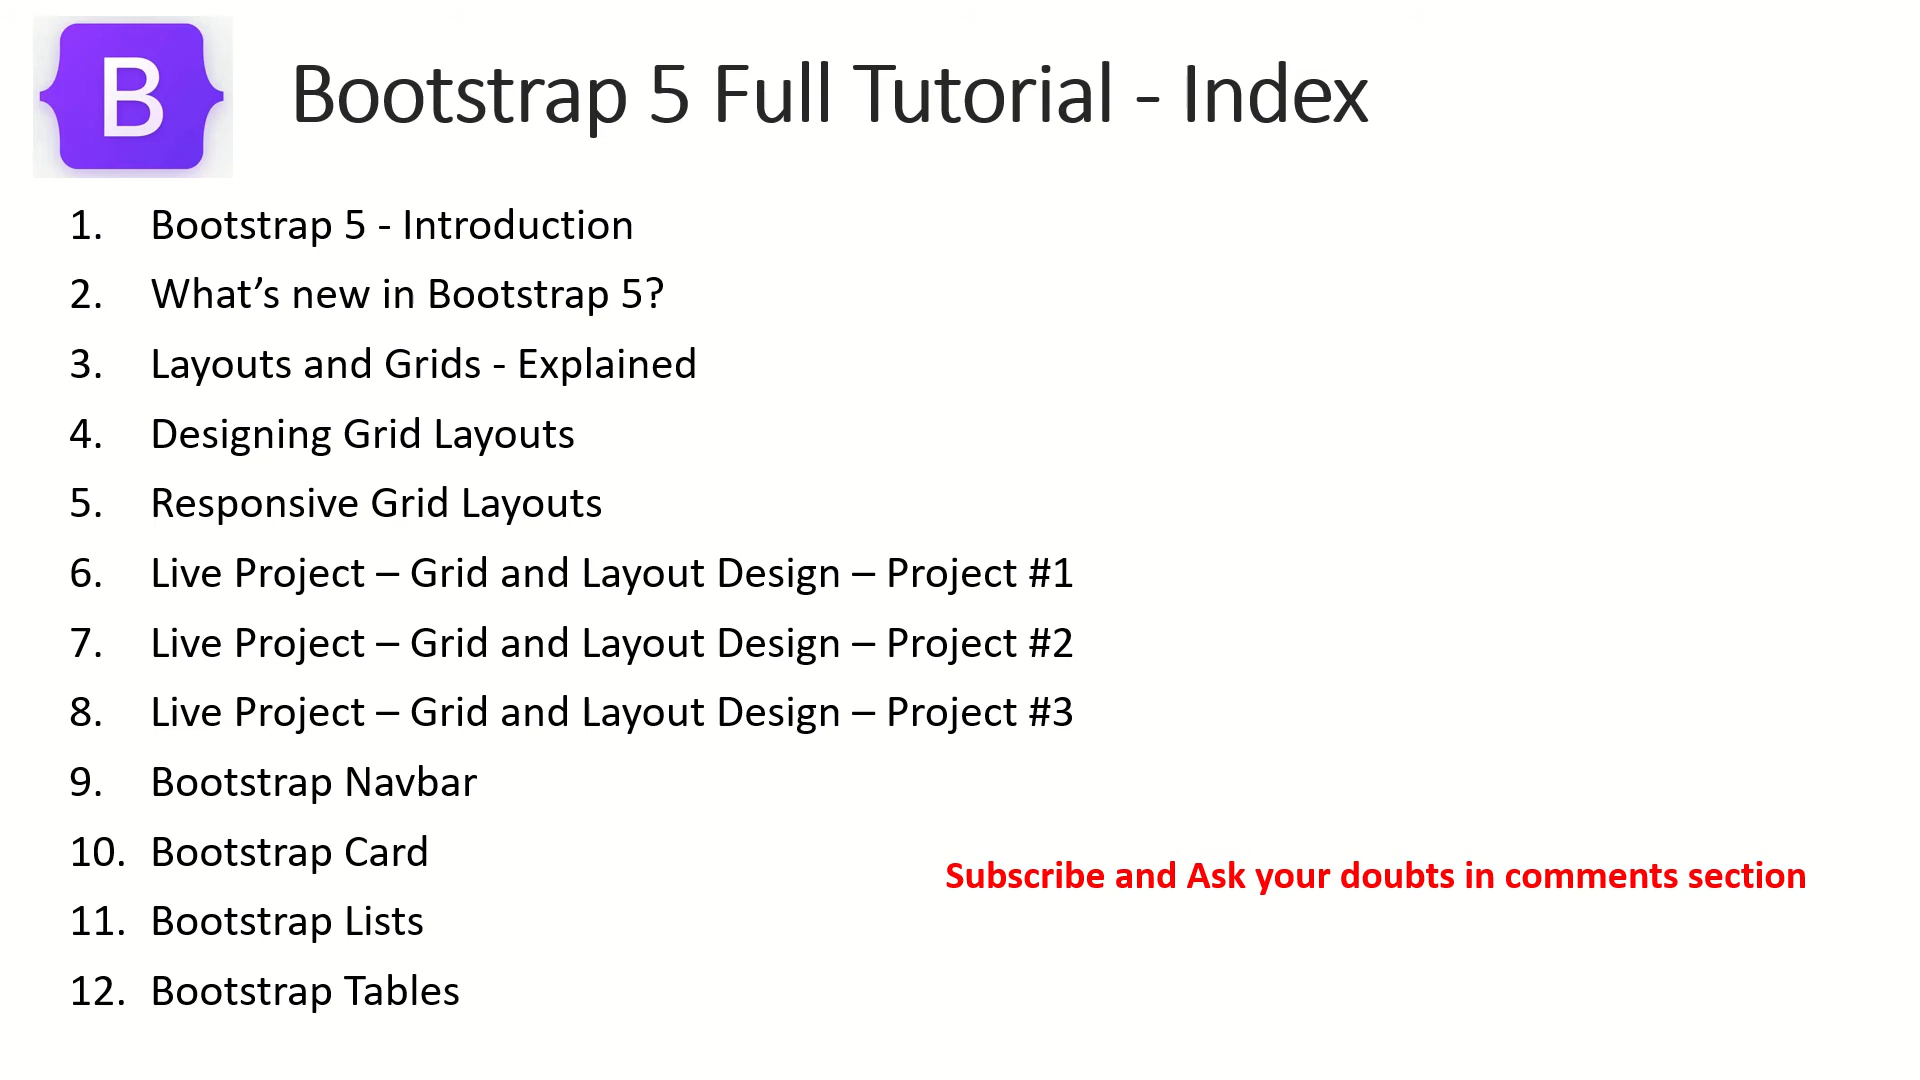 B
Bootstrap 5 Full Tutorial - Index
1. Bootstrap 5 - Introduction
2. What’s new in Bootstrap 5?
3. Layouts and Grids - Explained
4. Designing Grid Layouts
5. Responsive Grid Layouts
6. Live Project – Grid and Layout Design – Project #1
7. Live Project – Grid and Layout Design – Project #2
8. Live Project – Grid and Layout Design – Project #3
9. Bootstrap Navbar
10. Bootstrap Card
Subscribe and Ask your doubts in comments section
11. Bootstrap Lists
12. Bootstrap Tables